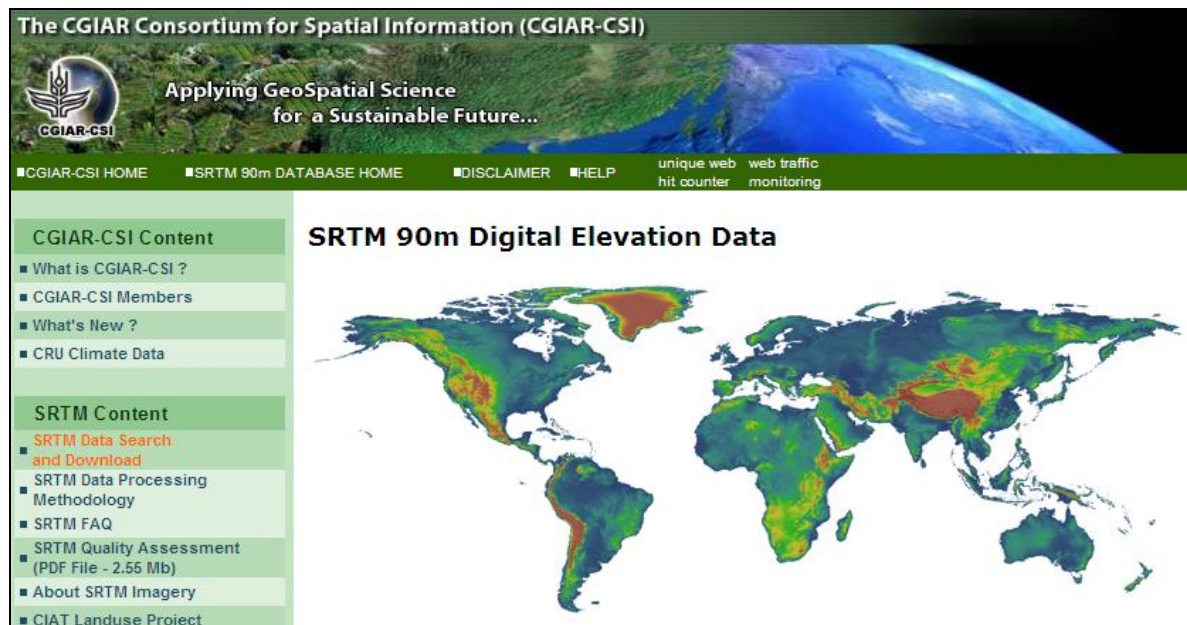 The CGIAR Consortium for Spatial Information (CGIAR-CSI)
Applying GeoSpatial Science
for a Sustainable Future...
CGIAR-CSI
CGIAR-CSI HOME
SRTM 90m DATABASE HOME
DISCLAIMER
HELP
unique web
hit counter
web traffic
monitoring
CGIAR-CSI Content
What is CGIAR-CSI ?
CGIAR-CSI Members
What's New ?
CRU Climate Data
SRTM Content
SRTM Data Search
and Download
SRTM Data Processing
Methodology
SRTM FAQ
SRTM Quality Assessment
(PDF File - 2.55 Mb)
About SRTM Imagery
CIAT Landuse Project
SRTM 90m Digital Elevation Data